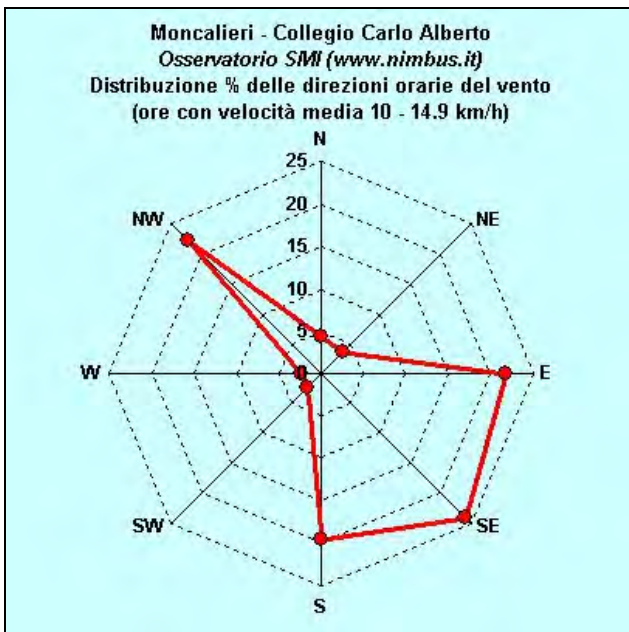 Moncalieri - Collegio Carlo Alberto
Osservatorio SMI (www.nimbus.it)
Distribuzione % delle direzioni orarie del vento
(ore con velocità media 10 - 14.9 km/h)
N
25
NW
20
NE
15
10
5
W
0
E
SW
SE
S